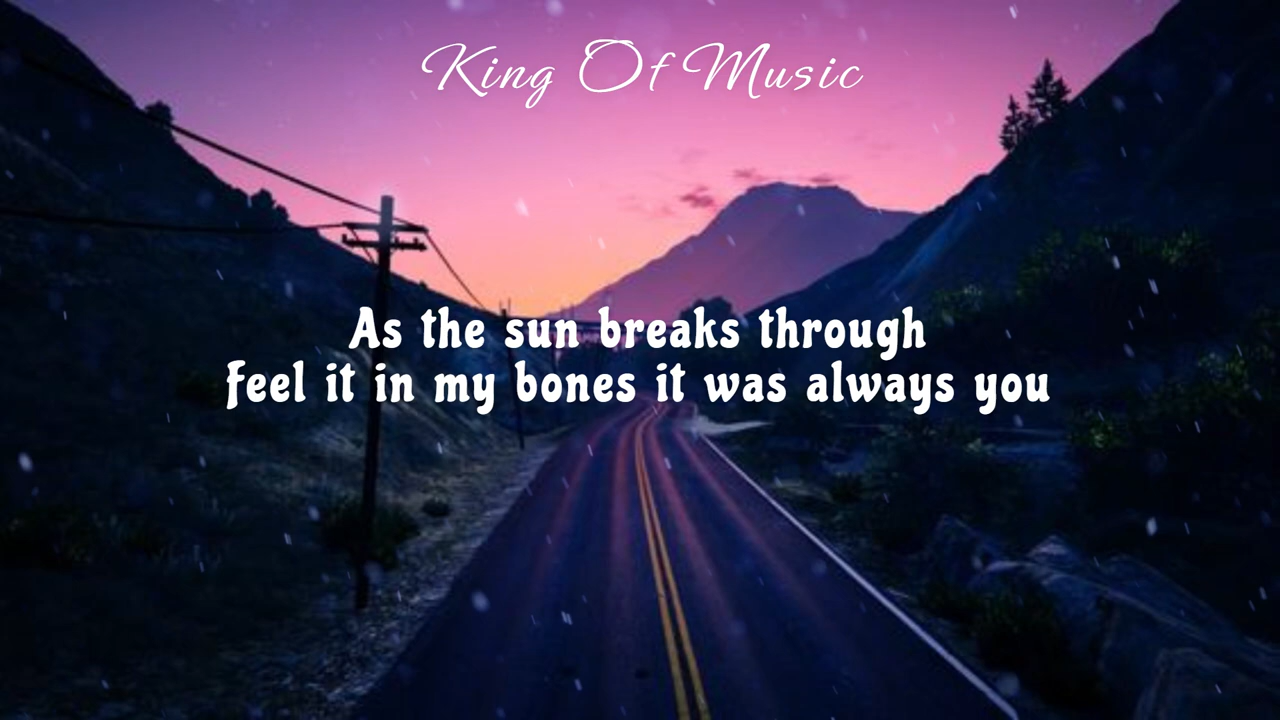 King Of Music
As the sun breaks through
feel it in my bones it was always you